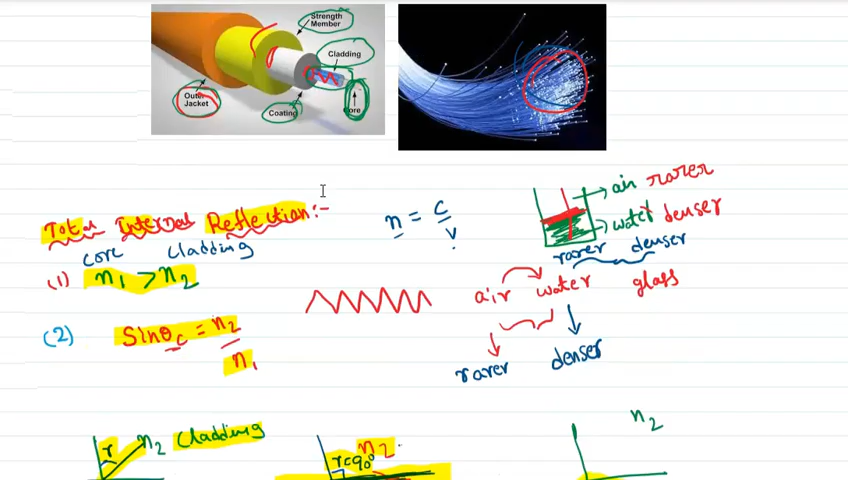 Strength
Member
Cladding
Outer
Jacket
Coating
Core
air rarer
water denser
Total Internal Reflection:-
n = c
v
core cladding
rarer denser
(1) n1 > n2
air water glass
(2) Sinθc = n2
n1
rarer denser
r n2 Cladding
r=90° n2
n2